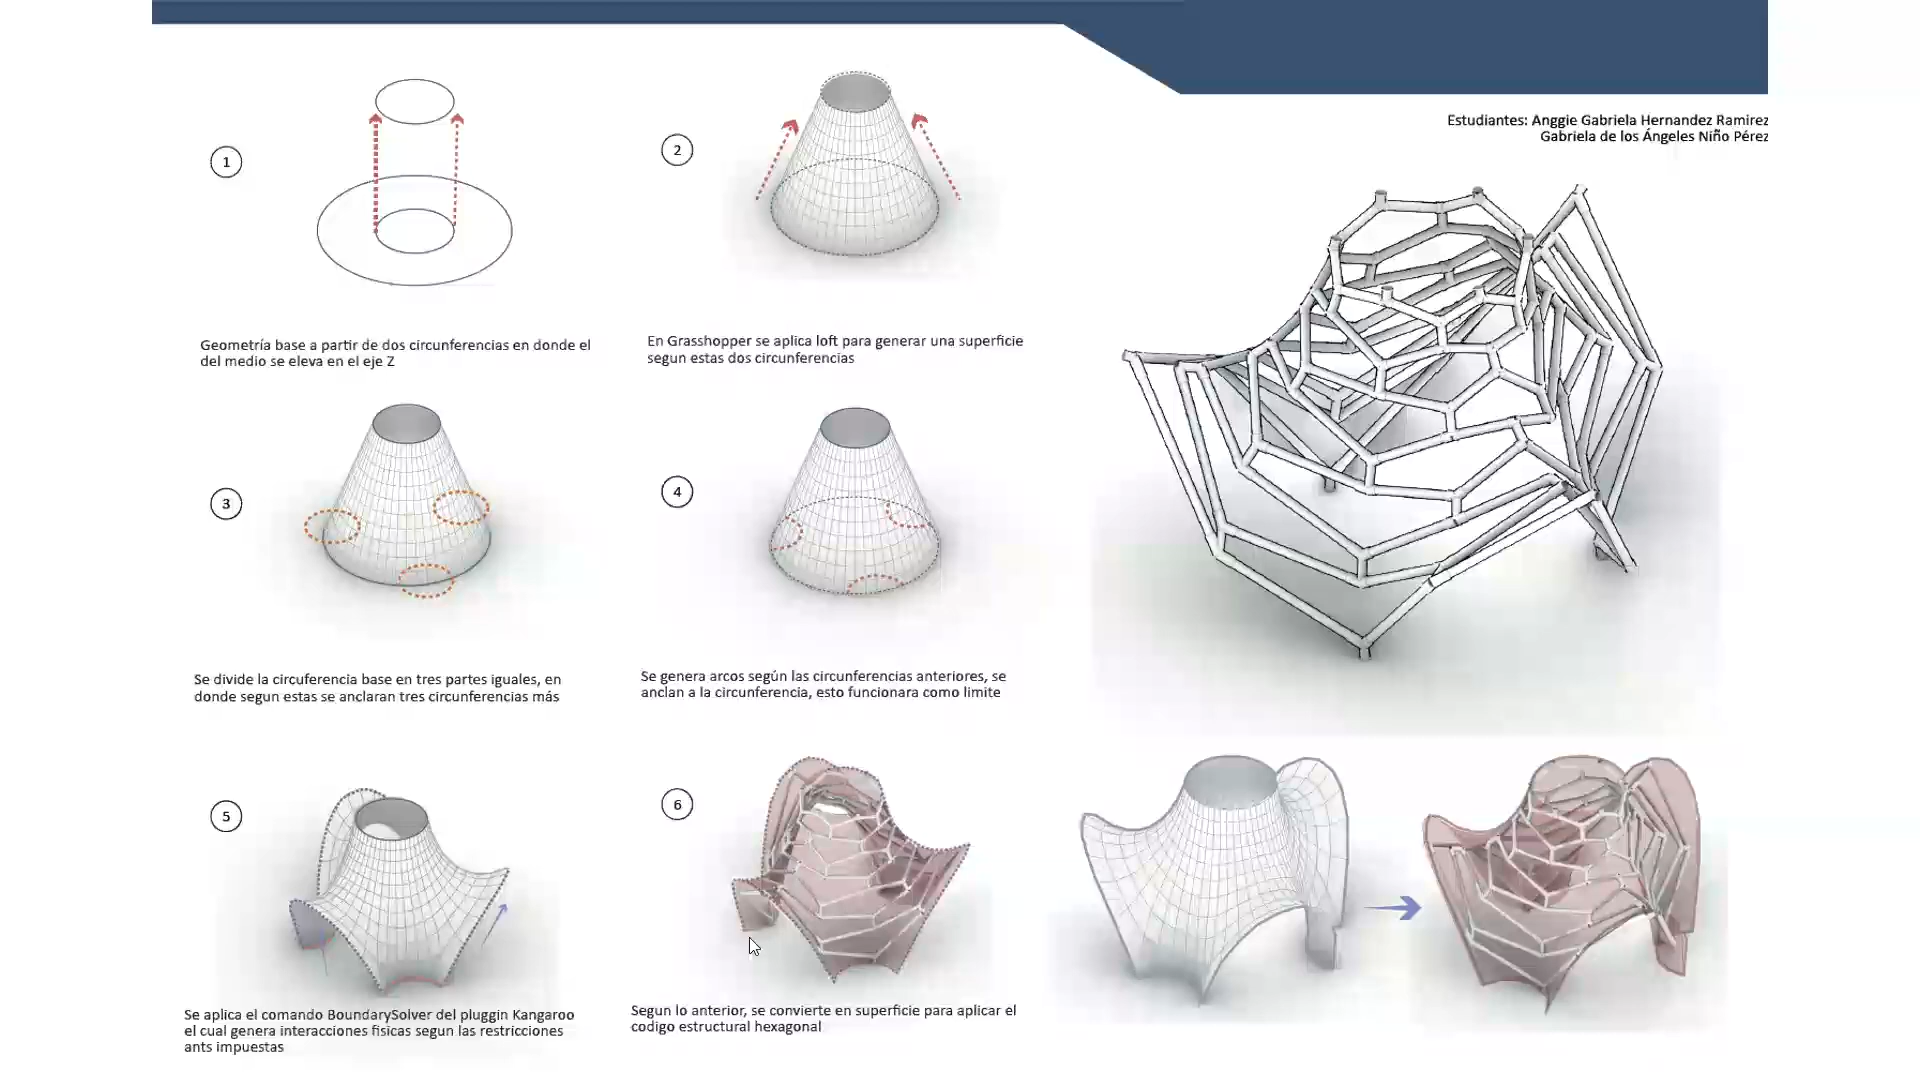 Estudiantes: Anggie Gabriela Hernandez Ramirez
Gabriela de los Ángeles Niño Pérez
1
Geometría base a partir de dos circunferencias en donde el
del medio se eleva en el eje Z
2
En Grasshopper se aplica loft para generar una superficie
segun estas dos circunferencias
3
Se divide la circuferencia base en tres partes iguales, en
donde segun estas se anclaran tres circunferencias más
4
Se genera arcos según las circunferencias anteriores, se
anclan a la circunferencia, esto funcionara como limite
5
Se aplica el comando BoundarySolver del pluggin Kangaroo
el cual genera interacciones fisicas segun las restricciones
ants impuestas
6
Segun lo anterior, se convierte en superficie para aplicar el
codigo estructural hexagonal